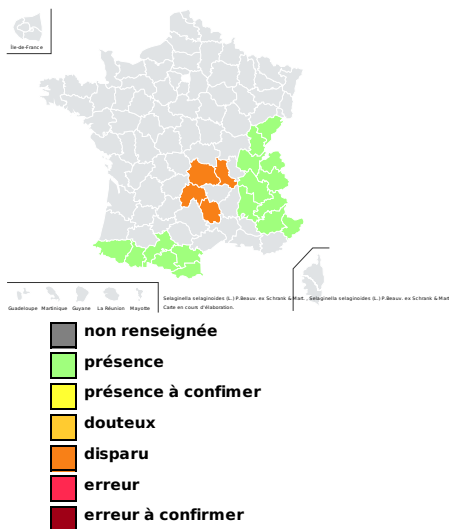 Île-de-France
Guadeloupe Martinique Guyane La Réunion Mayotte
Selaginella selaginoides (L.) P.Beauv. ex Schrank & Mart. , Selaginella selaginoides (L.) P.Beauv. ex Schrank & Mart
Carte en cours d'élaboration.
non renseignée
présence
présence à confimer
douteux
disparu
erreur
erreur à confirmer